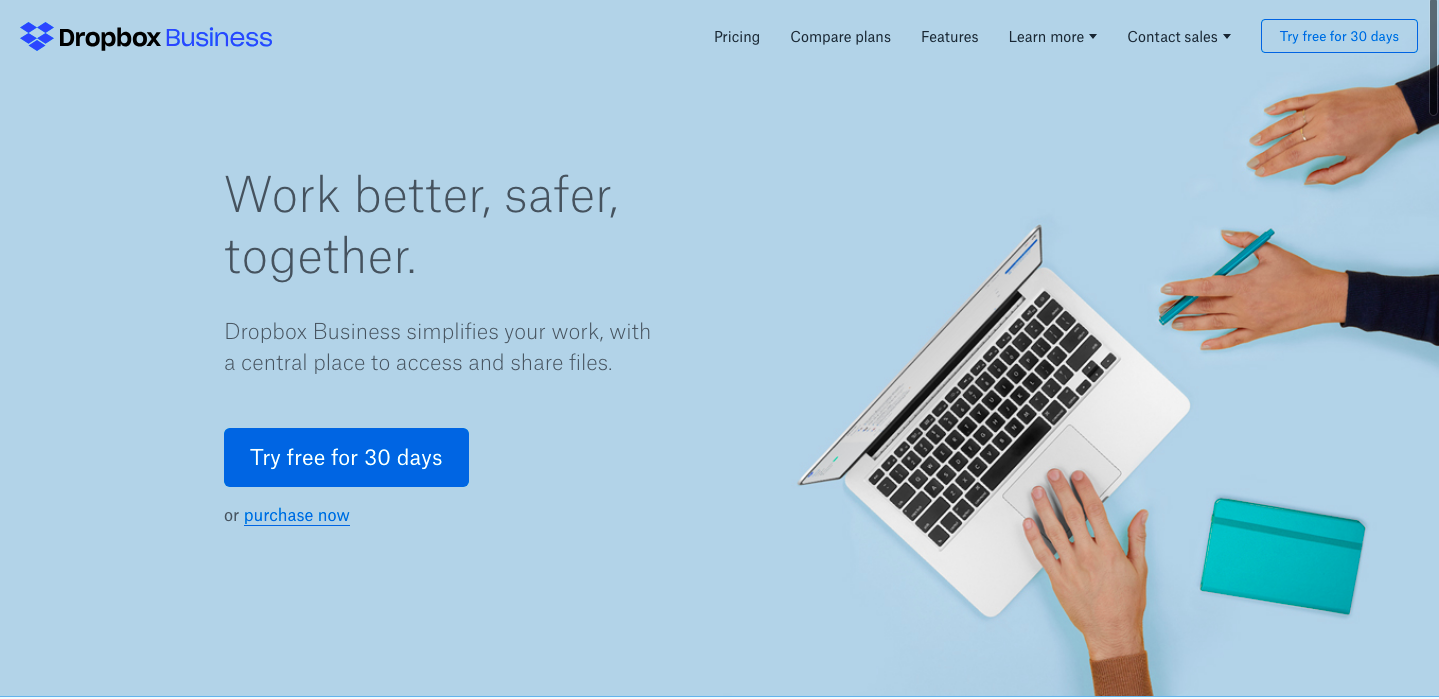 Dropbox Business
Pricing
Compare plans
Features
Learn more
Contact sales
Try free for 30 days
Work better, safer,
together.
Dropbox Business simplifies your work, with
a central place to access and share files.
Try free for 30 days
or purchase now